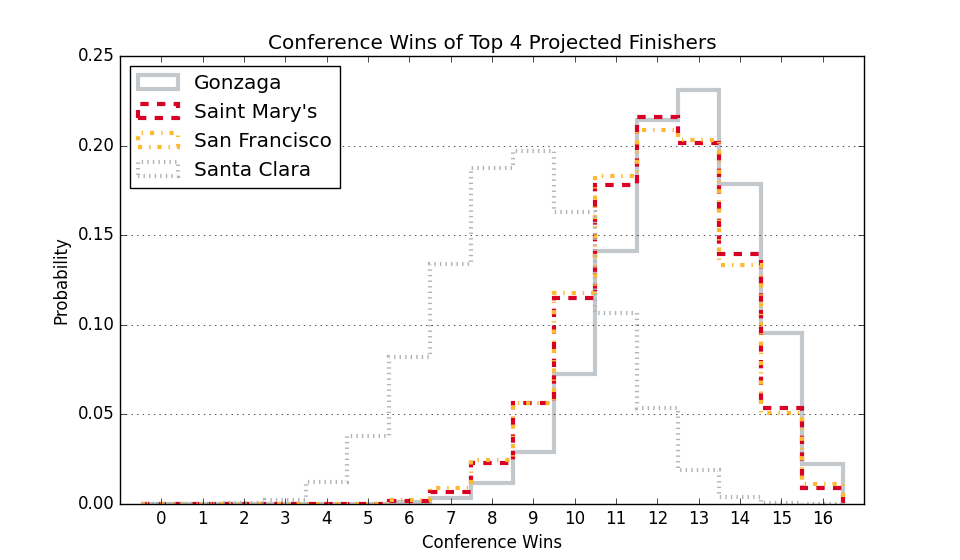 Conference Wins of Top 4 Projected Finishers
0.25
0.20
0.15
0.10
0.05
0.00
Probability
Gonzaga
Saint Mary's
San Francisco
Santa Clara
0 1 2 3 4 5 6 7 8 9 10 11 12 13 14 15 16
Conference Wins